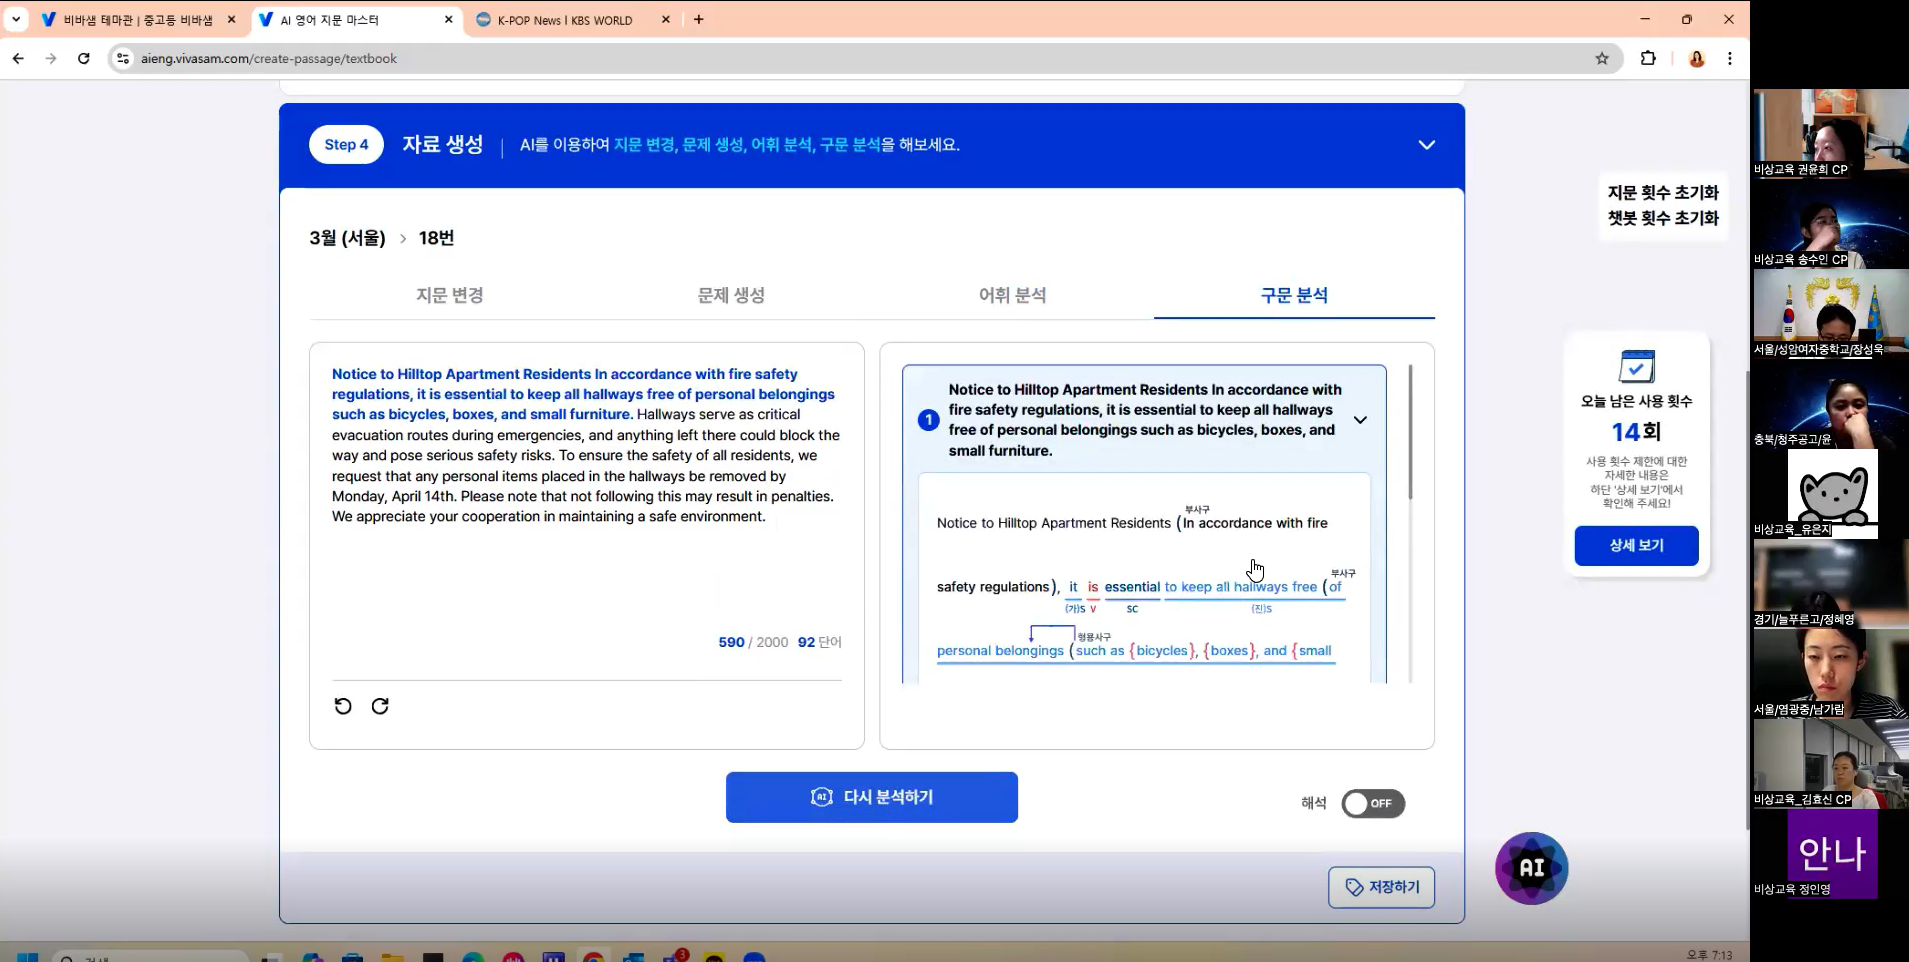 비바샘 테마관 | 중고등 비바샘
AI 영어 지문 마스터
K-POP News l KBS WORLD
aieng.vivasam.com/create-passage/textbook
Step 4
자료 생성
AI를 이용하여 지문 변경, 문제 생성, 어휘 분석, 구문 분석을 해보세요.
3월 (서울) > 18번
지문 변경
문제 생성
어휘 분석
구문 분석
Notice to Hilltop Apartment Residents In accordance with fire safety
regulations, it is essential to keep all hallways free of personal belongings
such as bicycles, boxes, and small furniture. Hallways serve as critical
evacuation routes during emergencies, and anything left there could block the
way and pose serious safety risks. To ensure the safety of all residents, we
request that any personal items placed in the hallways be removed by
Monday, April 14th. Please note that not following this may result in penalties.
We appreciate your cooperation in maintaining a safe environment.
590 / 2000 92 단어
1
Notice to Hilltop Apartment Residents In accordance with
fire safety regulations, it is essential to keep all hallways
free of personal belongings such as bicycles, boxes, and
small furniture.
부사구
Notice to Hilltop Apartment Residents (In accordance with fire
부사구
safety regulations), it is essential to keep all hallways free (of
(가)S V SC (진)S
형용사구
personal belongings (such as {bicycles}, {boxes}, and {small
다시 분석하기
해석
OFF
저장하기
지문 횟수 초기화
챗봇 횟수 초기화
오늘 남은 사용 횟수
14회
사용 횟수 제한에 대한
자세한 내용은
하단 '상세 보기'에서
확인해 주세요!
상세 보기
AI
비상교육 권윤희 CP
비상교육 송수인 CP
서울/성암여자중학교/장성욱
충북/청주공고/윤
비상교육_유은지
경기/늘푸른고/정혜영
서울/염광중/남가람
비상교육_김효신 CP
안나
비상교육 정인영
검색
3
오후 7:13